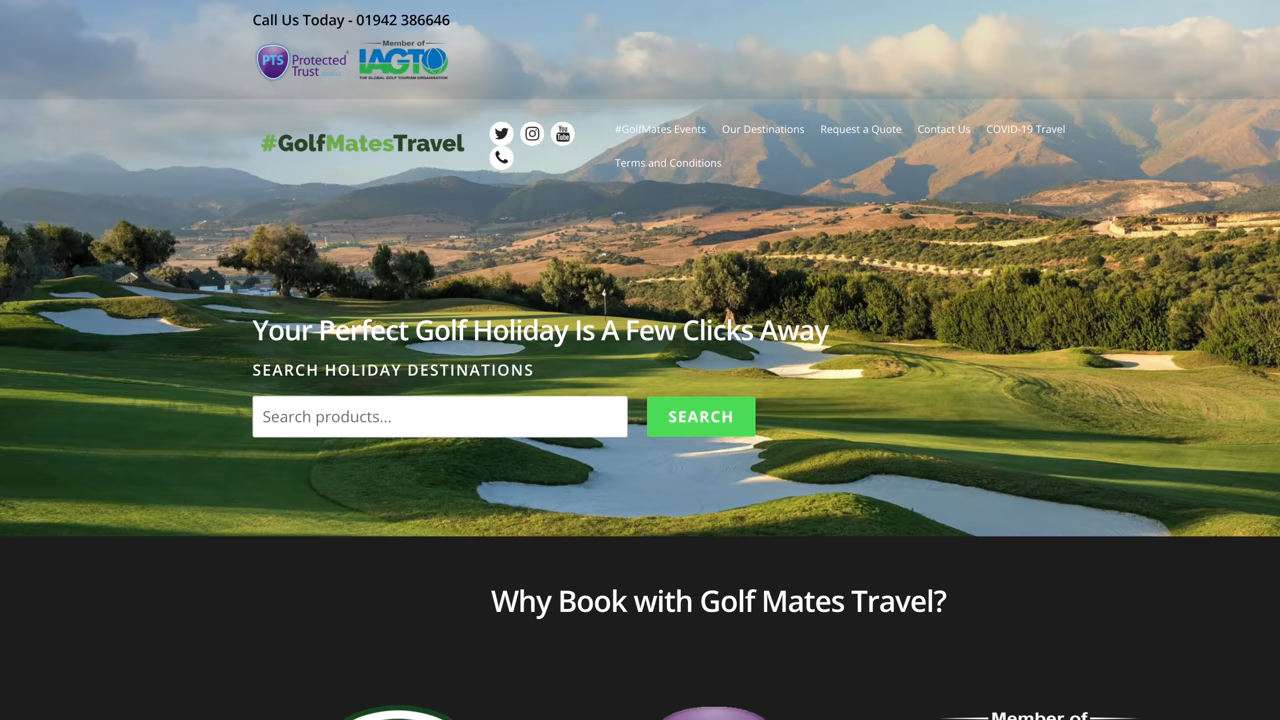 Call Us Today - 01942 386646
PTS Protected Trust
Member of
IAGTO
THE GLOBAL GOLF TOURISM ORGANISATION
#GolfMatesTravel
You
Tube
#GolfMates Events
Our Destinations
Request a Quote
Contact Us
COVID-19 Travel
Terms and Conditions
Your Perfect Golf Holiday Is A Few Clicks Away
SEARCH HOLIDAY DESTINATIONS
Search products...
SEARCH
Why Book with Golf Mates Travel?
Member of